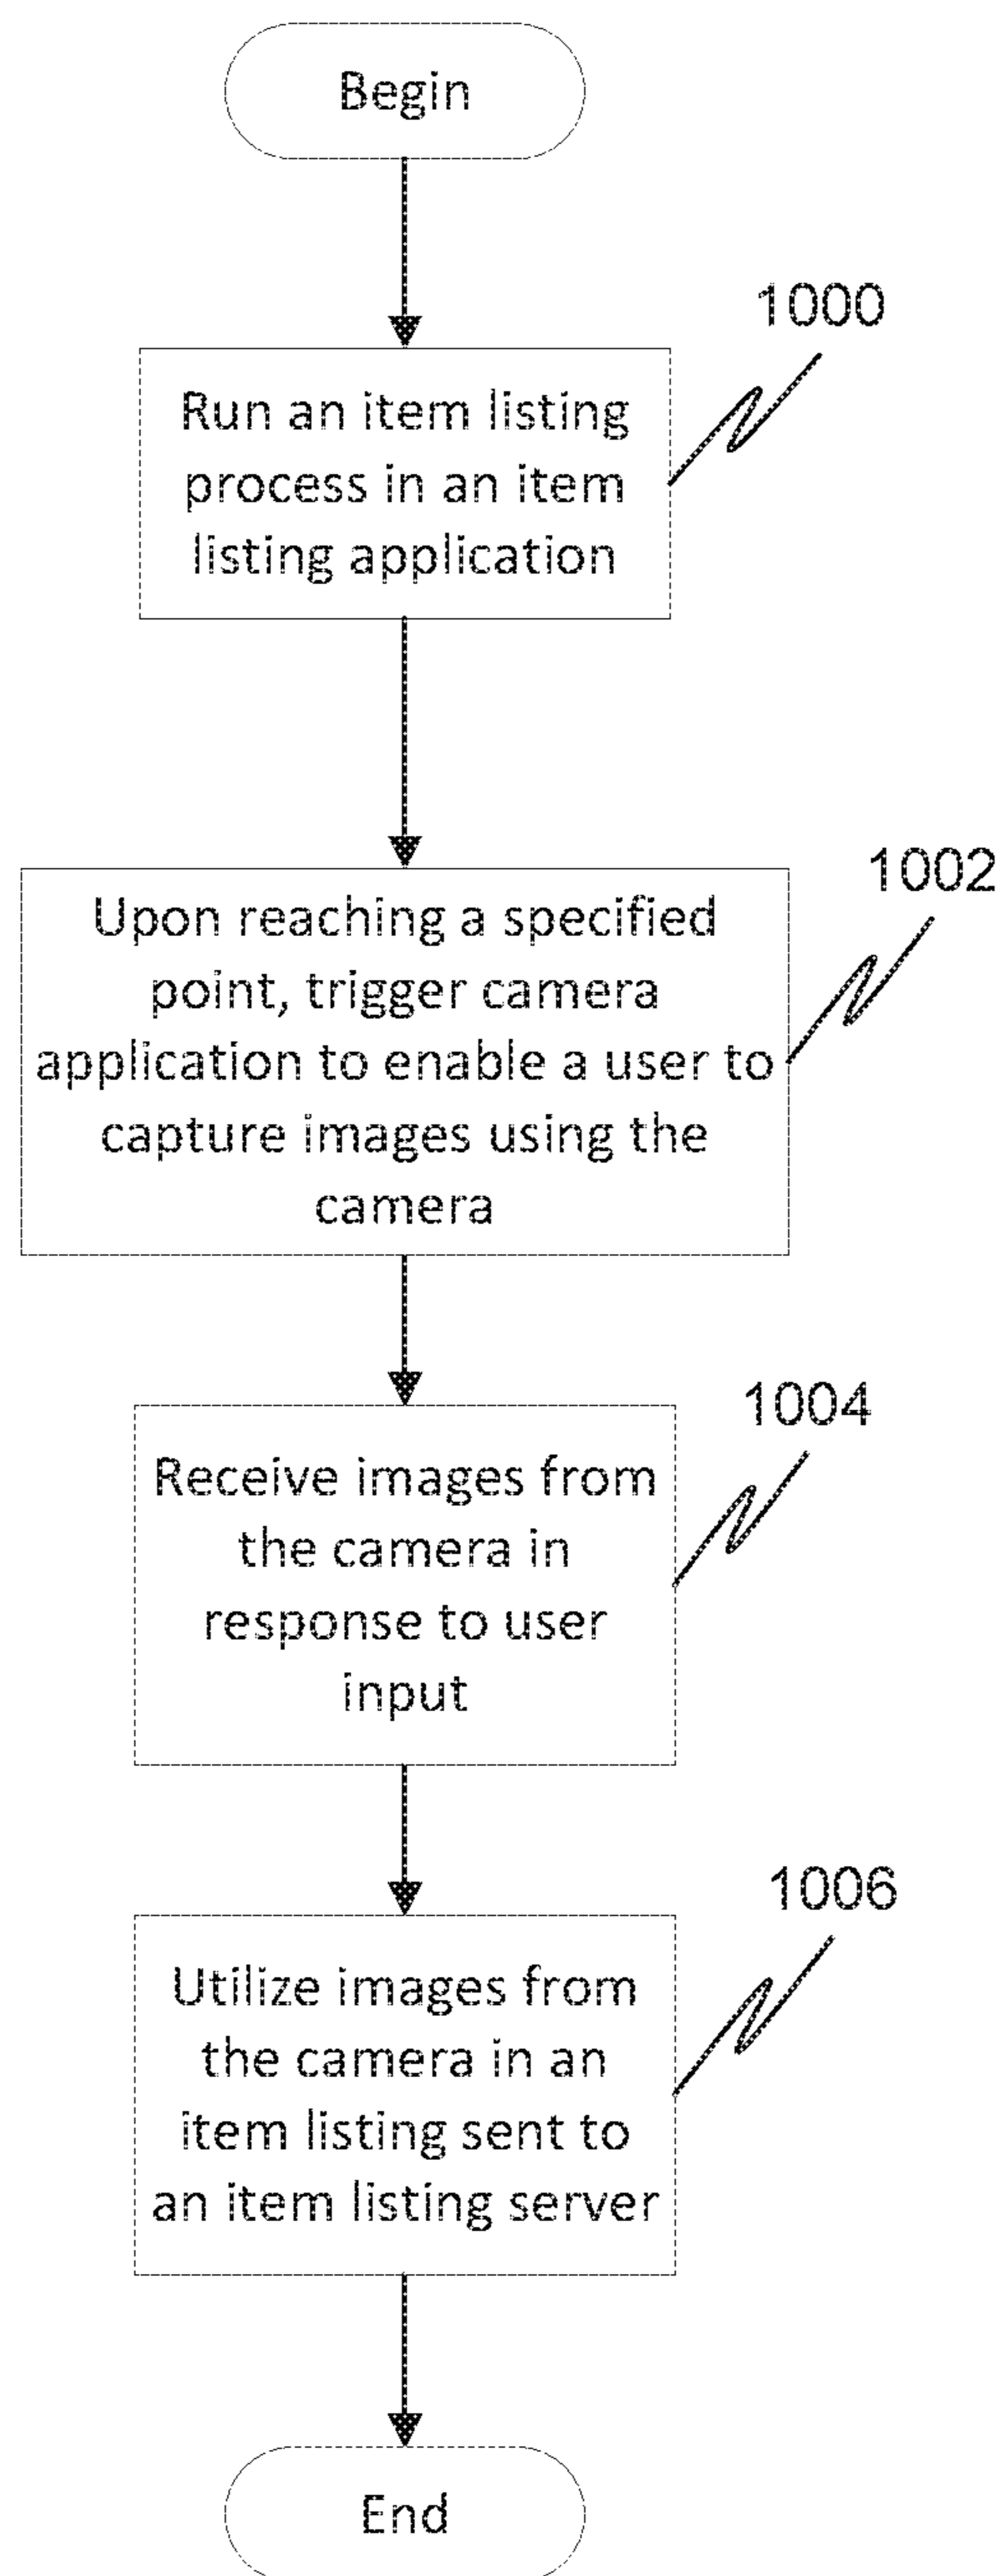 Begin
1000
Run an item listing
process in an item
listing application
1002
Upon reaching a specified
point, trigger camera
application to enable a user to
capture images using the
camera
1004
Receive images from
the camera in
response to user
input
1006
Utilize images from
the camera in an
item listing sent to
an item listing server
End